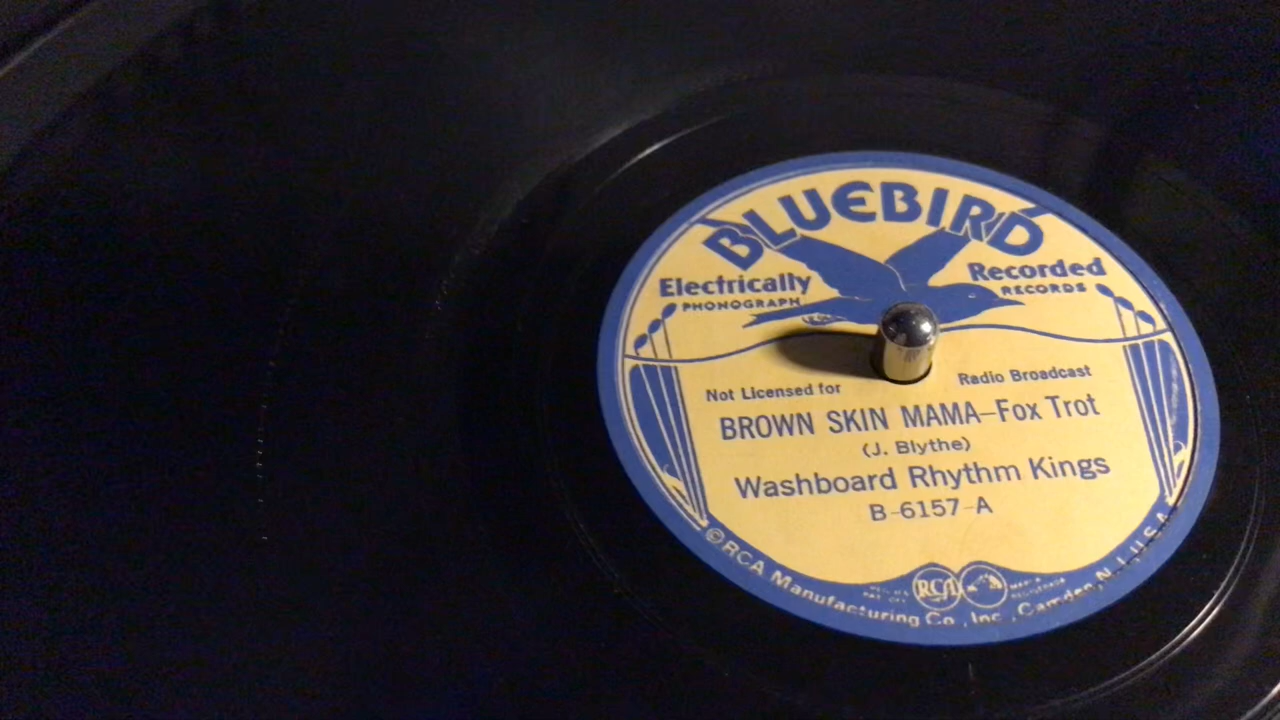 BLUEBIRD
Electrically Recorded
PHONOGRAPH RECORDS
Not Licensed for Radio Broadcast
BROWN SKIN MAMA–Fox Trot
(J. Blythe)
Washboard Rhythm Kings
B-6157-A
RCA
©RCA Manufacturing Co., Inc., Camden, N.J., U.S.A.